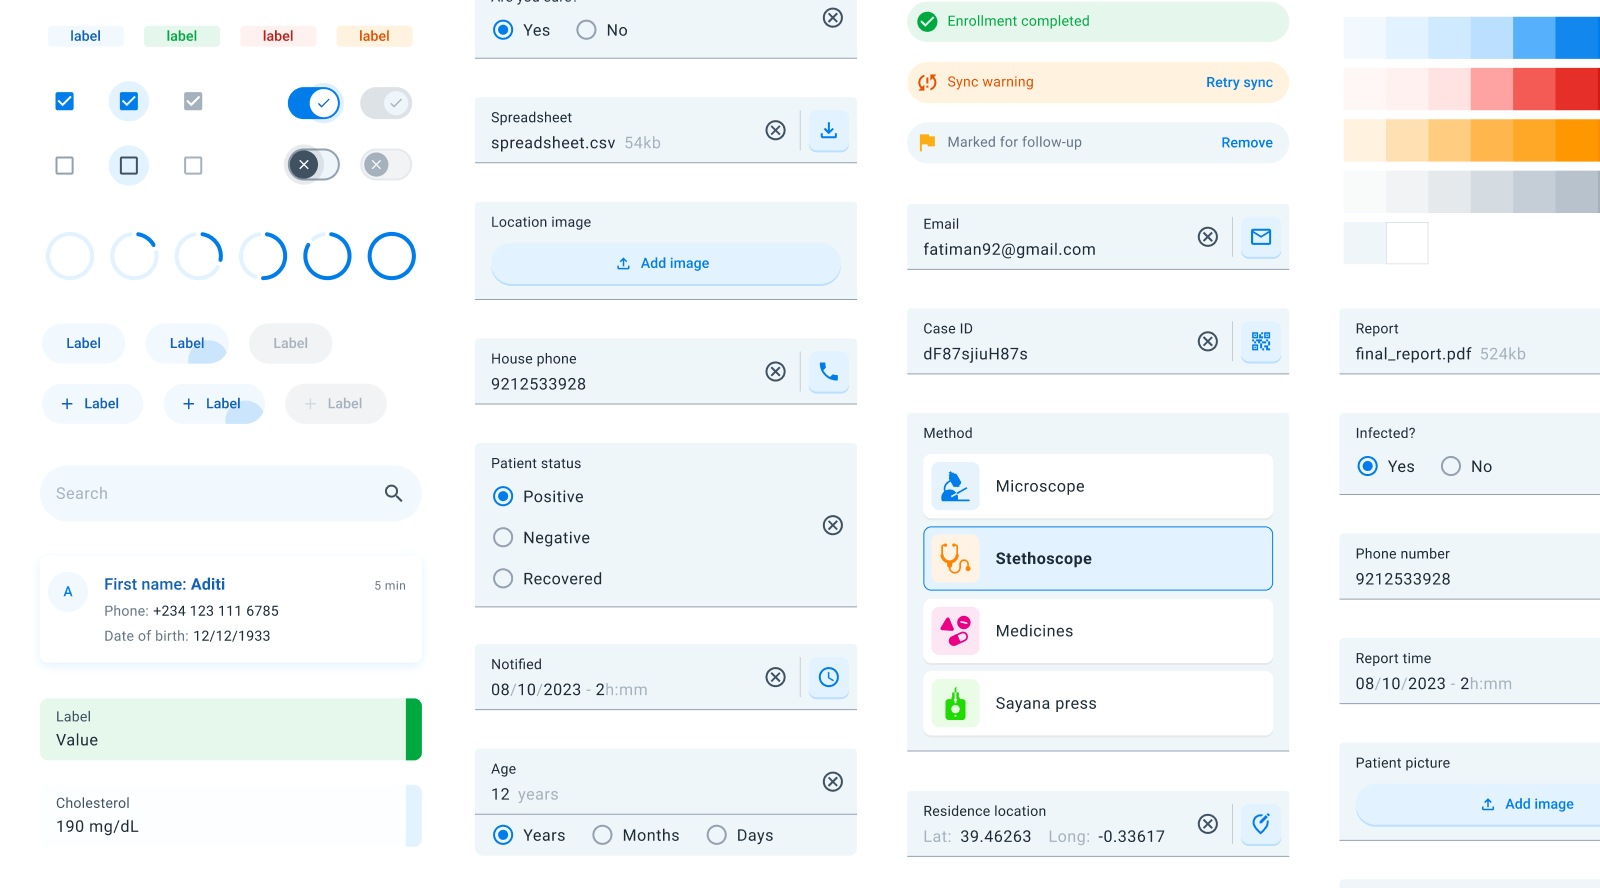 label label label label
Label Label Label
Label Label Label
Search
A
First name: Aditi 5 min
Phone: +234 123 111 6785
Date of birth: 12/12/1933
Label
Value
Cholesterol
190 mg/dL
Yes No
Spreadsheet
spreadsheet.csv 54kb
Location image
Add image
House phone
9212533928
Patient status
Positive
Negative
Recovered
Notified
08/10/2023 - 2h:mm
Age
12 years
Years Months Days
Enrollment completed
Sync warning Retry sync
Marked for follow-up Remove
Email
fatiman92@gmail.com
Case ID
dF87sjiuH87s
Method
Microscope
Stethoscope
Medicines
Sayana press
Residence location
Lat: 39.46263 Long: -0.33617
Report
final_report.pdf 524kb
Infected?
Yes No
Phone number
9212533928
Report time
08/10/2023 - 2h:mm
Patient picture
Add image